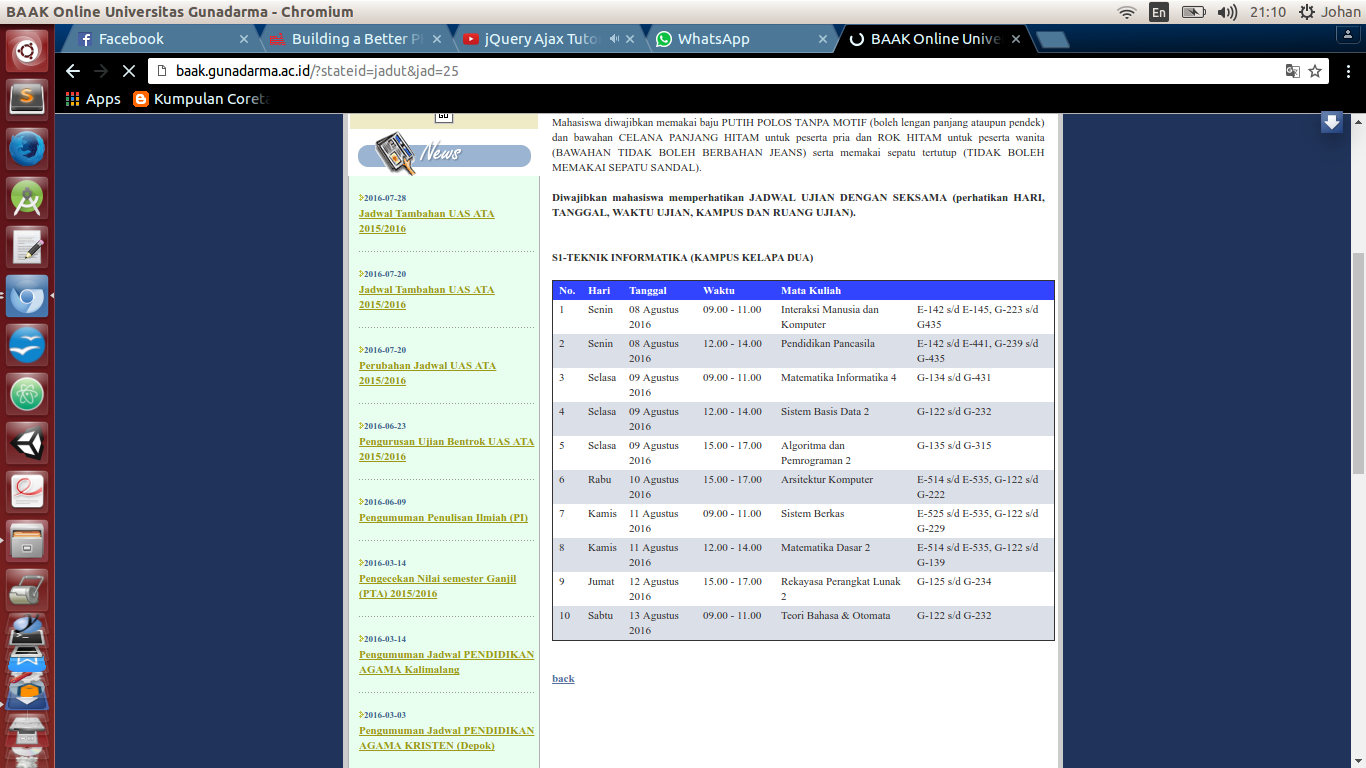 BAAK Online Universitas Gunadarma - Chromium
En
21:10
Johan
Facebook
Building a Better P
jQuery Ajax Tuto
WhatsApp
BAAK Online Unive
baak.gunadarma.ac.id/?stateid=jadut&jad=25
Apps
Kumpulan Coreta
GO
News
2016-07-28
Jadwal Tambahan UAS ATA
2015/2016
2016-07-20
Jadwal Tambahan UAS ATA
2015/2016
2016-07-20
Perubahan Jadwal UAS ATA
2015/2016
2016-06-23
Pengurusan Ujian Bentrok UAS ATA
2015/2016
2016-06-09
Pengumuman Penulisan Ilmiah (PI)
2016-03-14
Pengecekan Nilai semester Ganjil
(PTA) 2015/2016
2016-03-14
Pengumuman Jadwal PENDIDIKAN
AGAMA Kalimalang
2016-03-03
Pengumuman Jadwal PENDIDIKAN
AGAMA KRISTEN (Depok)
Mahasiswa diwajibkan memakai baju PUTIH POLOS TANPA MOTIF (boleh lengan panjang ataupun pendek)
dan bawahan CELANA PANJANG HITAM untuk peserta pria dan ROK HITAM untuk peserta wanita
(BAWAHAN TIDAK BOLEH BERBAHAN JEANS) serta memakai sepatu tertutup (TIDAK BOLEH
MEMAKAI SEPATU SANDAL).
Diwajibkan mahasiswa memperhatikan JADWAL UJIAN DENGAN SEKSAMA (perhatikan HARI,
TANGGAL, WAKTU UJIAN, KAMPUS DAN RUANG UJIAN).
S1-TEKNIK INFORMATIKA (KAMPUS KELAPA DUA)
No. Hari Tanggal Waktu Mata Kuliah
1 Senin 08 Agustus 09.00 - 11.00 Interaksi Manusia dan E-142 s/d E-145, G-223 s/d
2016 Komputer G435
2 Senin 08 Agustus 12.00 - 14.00 Pendidikan Pancasila E-142 s/d E-441, G-239 s/d
2016 G-435
3 Selasa 09 Agustus 09.00 - 11.00 Matematika Informatika 4 G-134 s/d G-431
2016
4 Selasa 09 Agustus 12.00 - 14.00 Sistem Basis Data 2 G-122 s/d G-232
2016
5 Selasa 09 Agustus 15.00 - 17.00 Algoritma dan G-135 s/d G-315
2016 Pemrograman 2
6 Rabu 10 Agustus 15.00 - 17.00 Arsitektur Komputer E-514 s/d E-535, G-122 s/d
2016 G-222
7 Kamis 11 Agustus 09.00 - 11.00 Sistem Berkas E-525 s/d E-535, G-122 s/d
2016 G-229
8 Kamis 11 Agustus 12.00 - 14.00 Matematika Dasar 2 E-514 s/d E-535, G-122 s/d
2016 G-139
9 Jumat 12 Agustus 15.00 - 17.00 Rekayasa Perangkat Lunak G-125 s/d G-234
2016 2
10 Sabtu 13 Agustus 09.00 - 11.00 Teori Bahasa & Otomata G-122 s/d G-232
2016
back